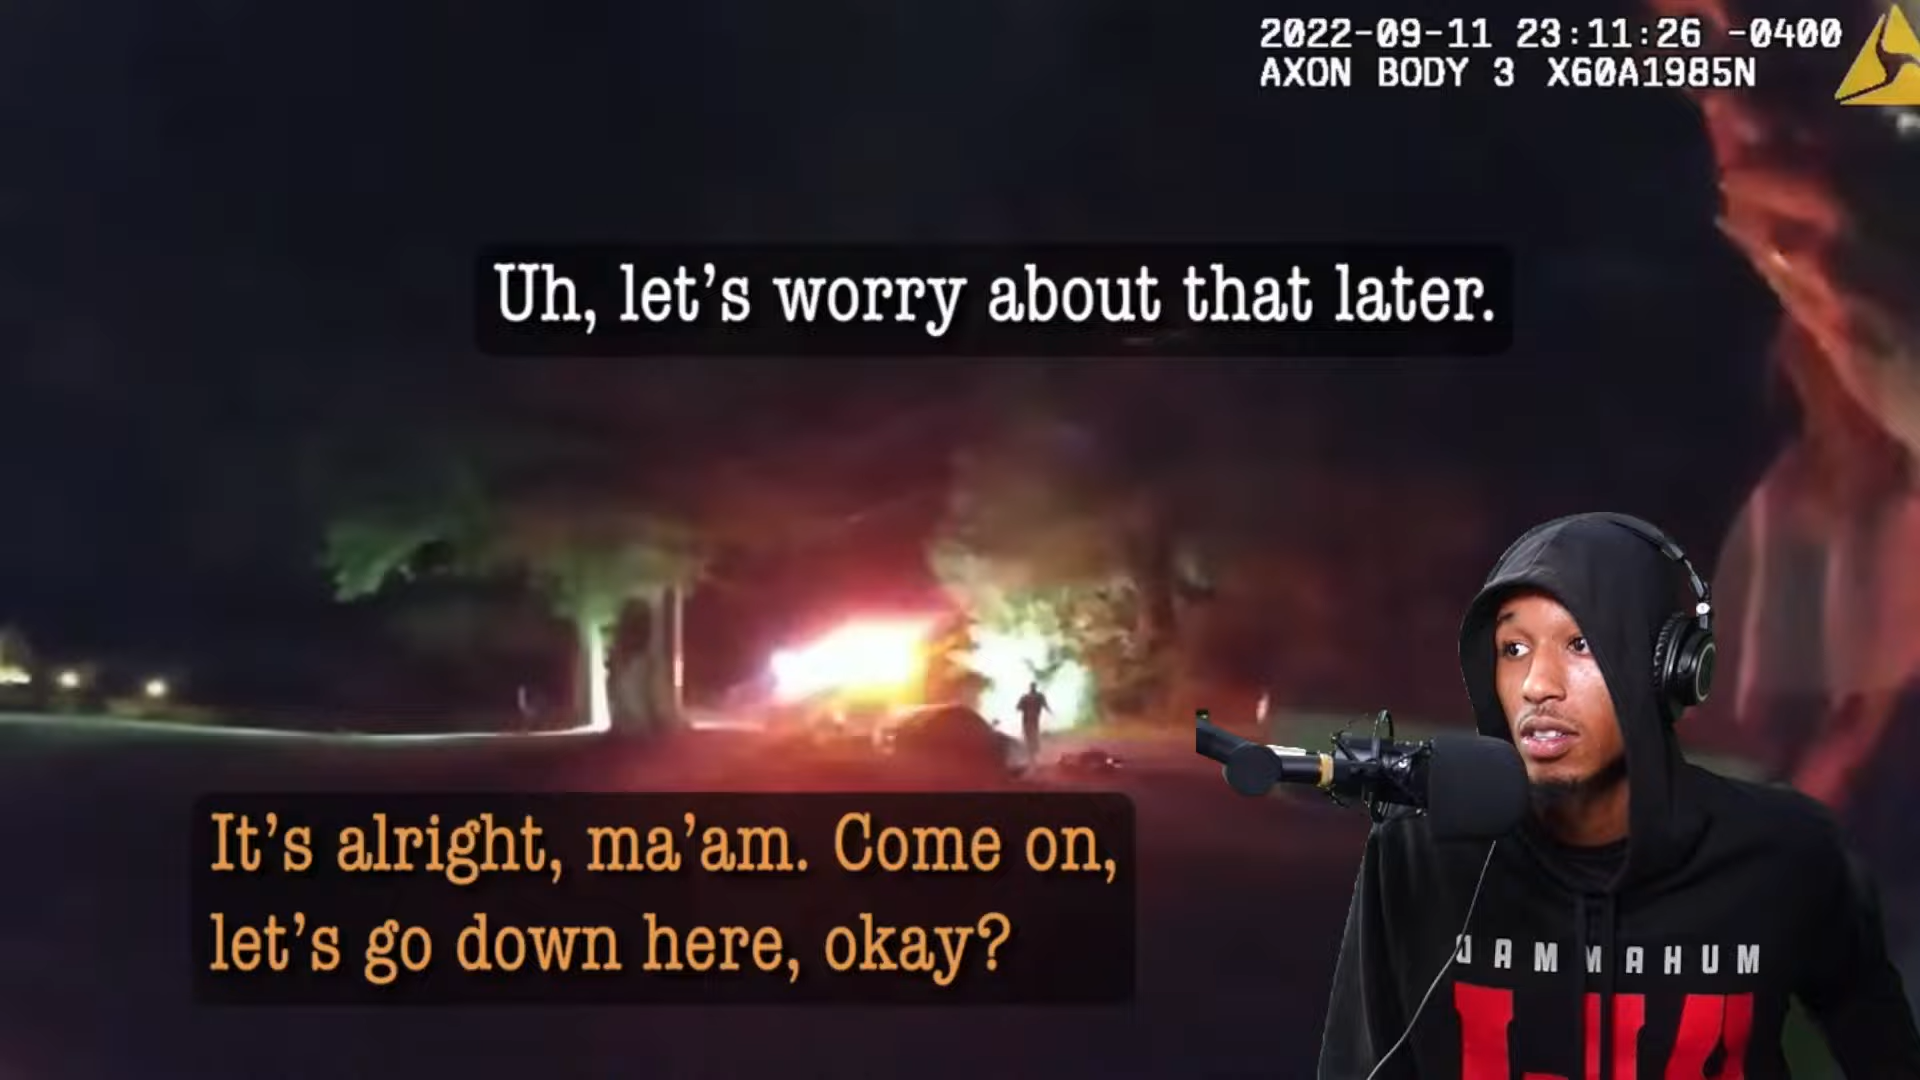 2022-09-11 23:11:26 -0400
AXON BODY 3 X60A1985N
Uh, let's worry about that later.
It's alright, ma'am. Come on,
let's go down here, okay?